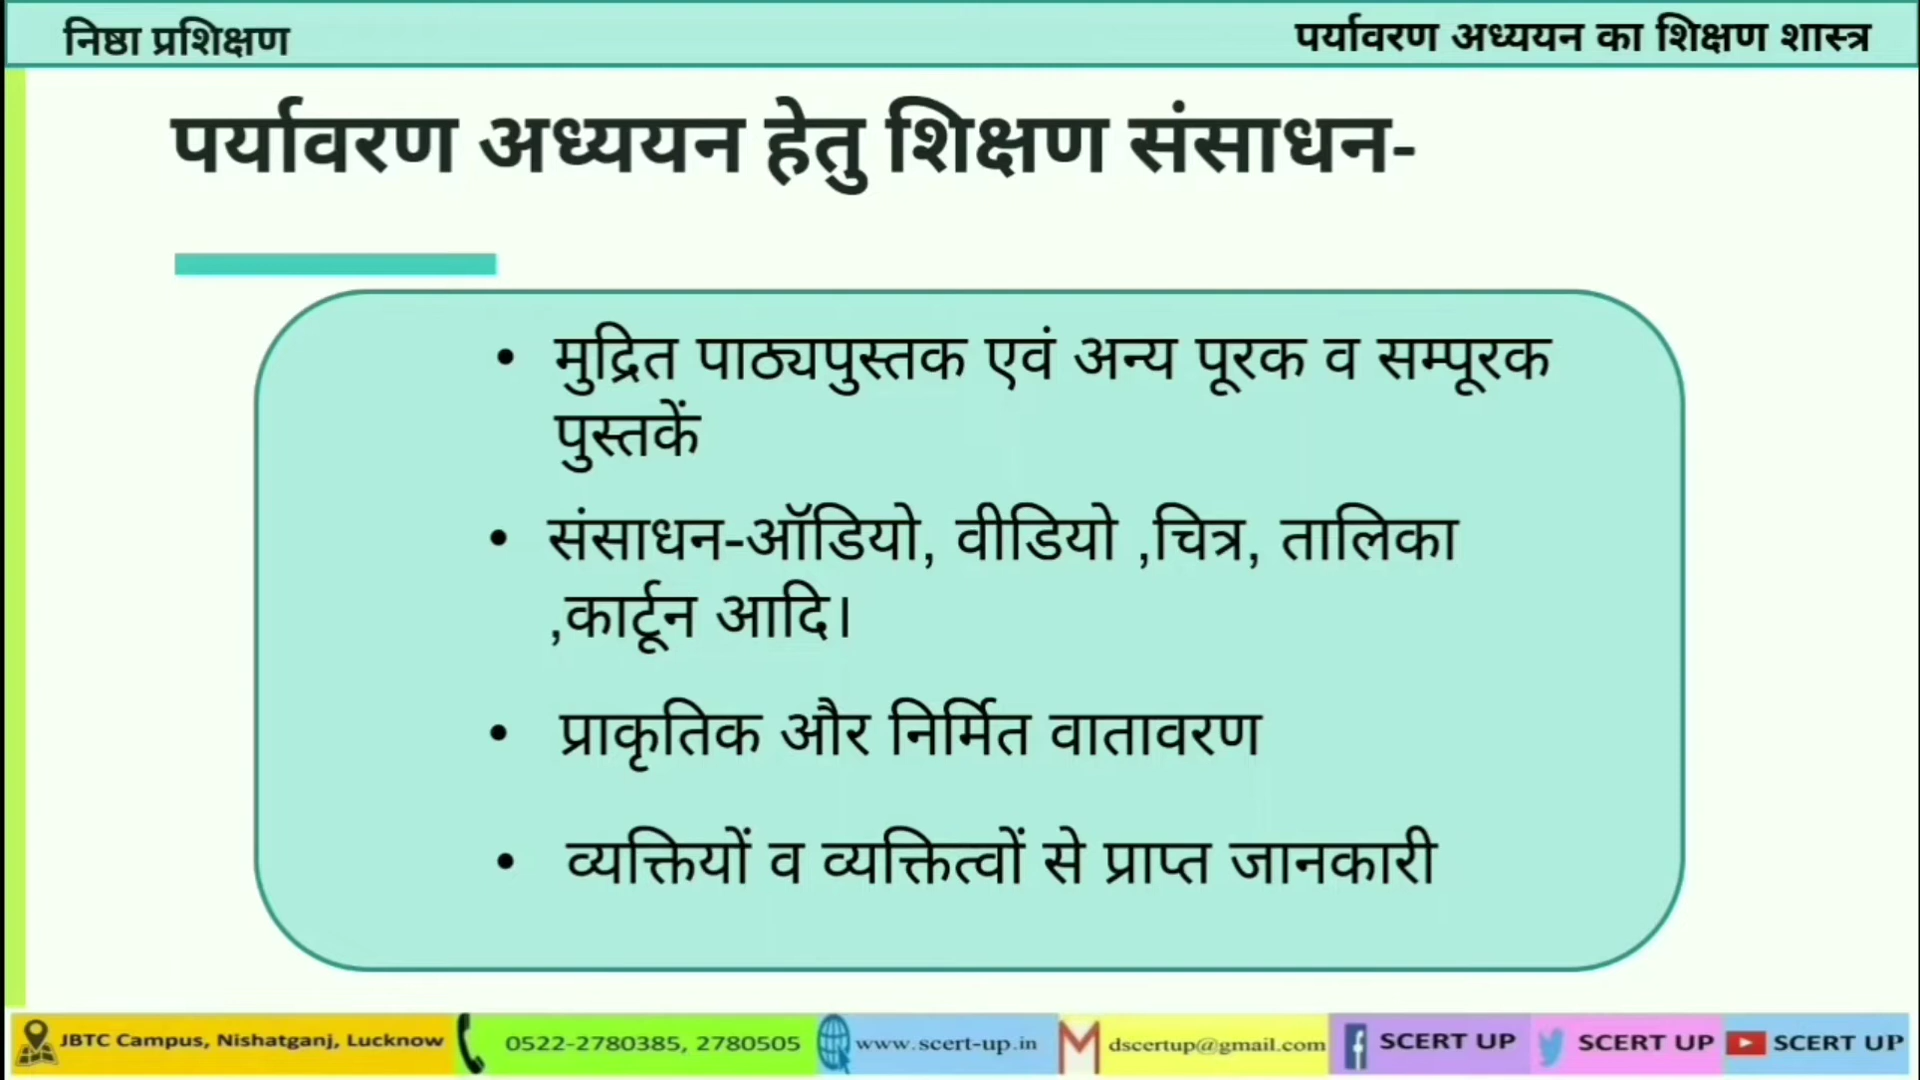 निष्ठा प्रशिक्षण
पर्यावरण अध्ययन का शिक्षण शास्त्र
पर्यावरण अध्ययन हेतु शिक्षण संसाधन-
• मुद्रित पाठ्यपुस्तक एवं अन्य पूरक व सम्पूरक
पुस्तकें
• संसाधन-ऑडियो, वीडियो ,चित्र, तालिका
,कार्टून आदि।
• प्राकृतिक और निर्मित वातावरण
• व्यक्तियों व व्यक्तित्वों से प्राप्त जानकारी
JBTC Campus, Nishatganj, Lucknow
0522-2780385, 2780505
www.scert-up.in
dscertup@gmail.com
SCERT UP
SCERT UP
SCERT UP